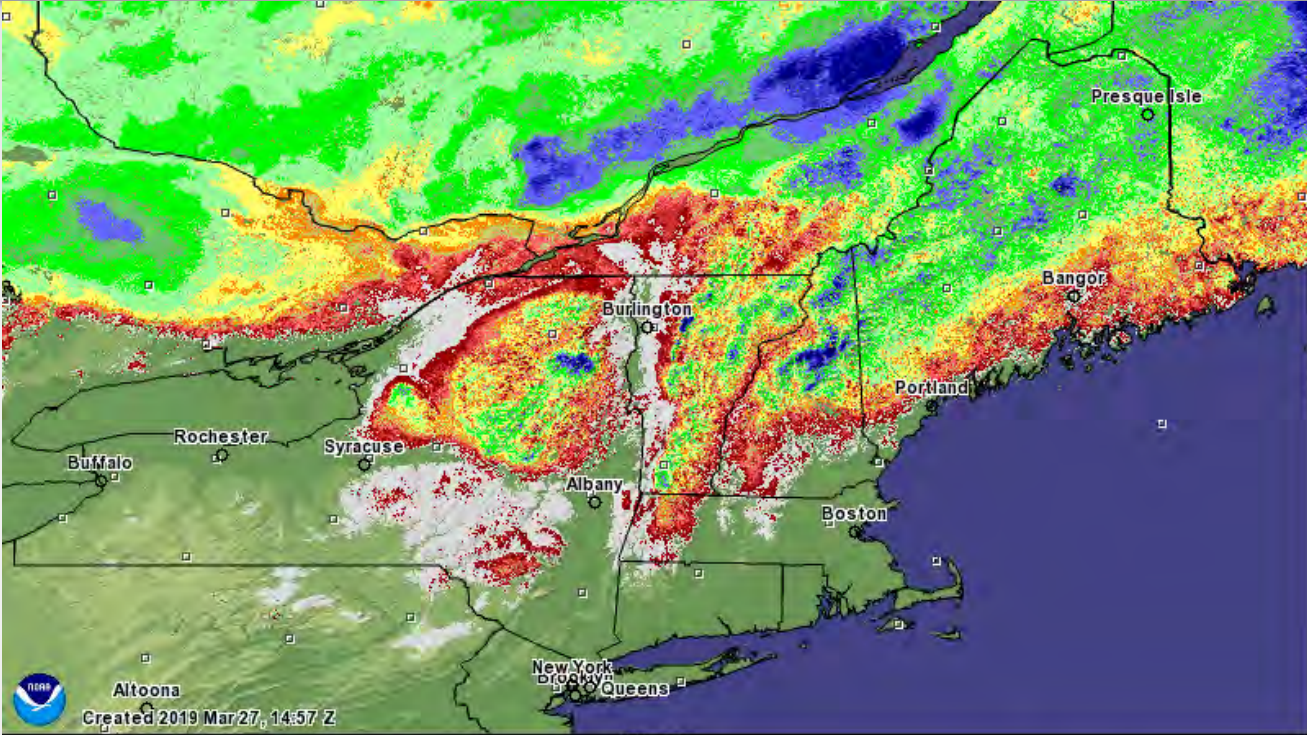 Presque Isle
Bangor
Burlington
Portland
Rochester
Syracuse
Buffalo
Albany
Boston
New York
Brooklyn
Queens
Altoona
NOAA
Created 2019 Mar 27, 14:57 Z